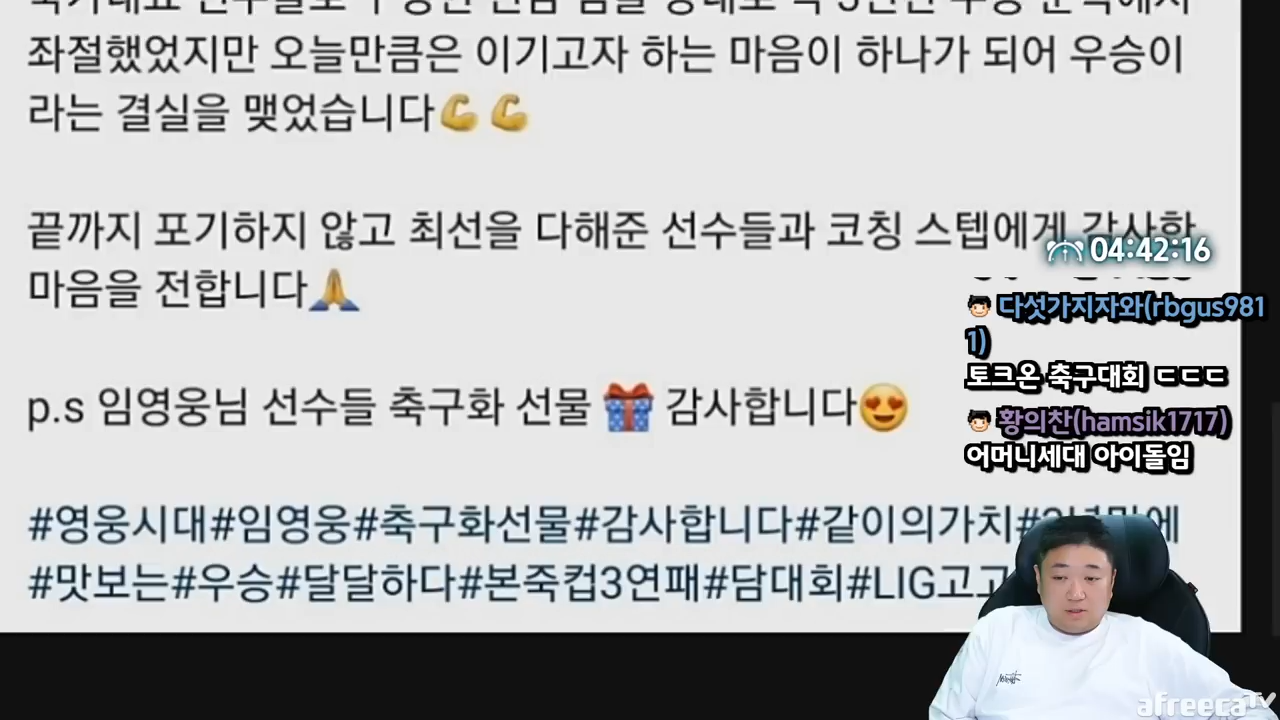 좌절했었지만 오늘만큼은 이기고자 하는 마음이 하나가 되어 우승이
라는 결실을 맺었습니다💪💪
끝까지 포기하지 않고 최선을 다해준 선수들과 코칭 스텝에게 감사한
마음을 전합니다🙏
p.s 임영웅님 선수들 축구화 선물 🎁 감사합니다😍
#영웅시대#임영웅#축구화선물#감사합니다#같이의가치
#맛보는#우승#달달하다#본죽컵3연패#담대회#LIG고고
04:42:16
다섯가지자와(rbgus981
1)
토크온 축구대회 ㄷㄷㄷ
황의찬(hamsik1717)
어머니세대 아이돌임
afreecaTV